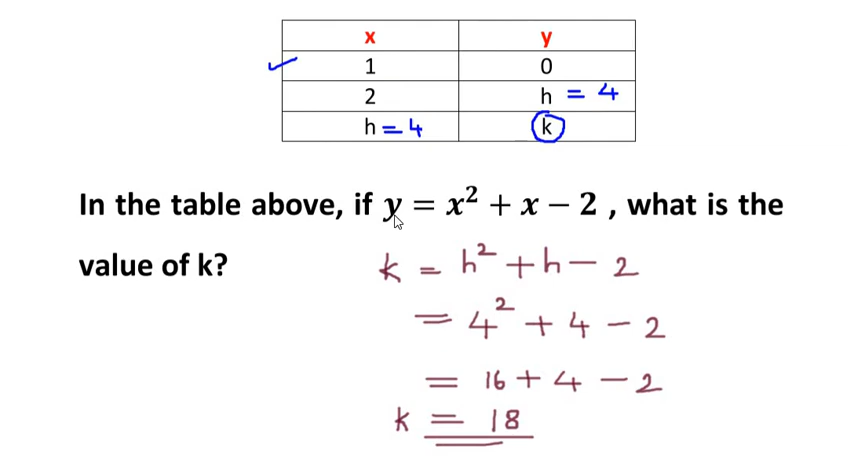 x y
1 0
2 h = 4
h = 4 k
In the table above, if y = x² + x − 2 , what is the
value of k?
k = h² + h − 2
= 4² + 4 − 2
= 16 + 4 − 2
k = 18